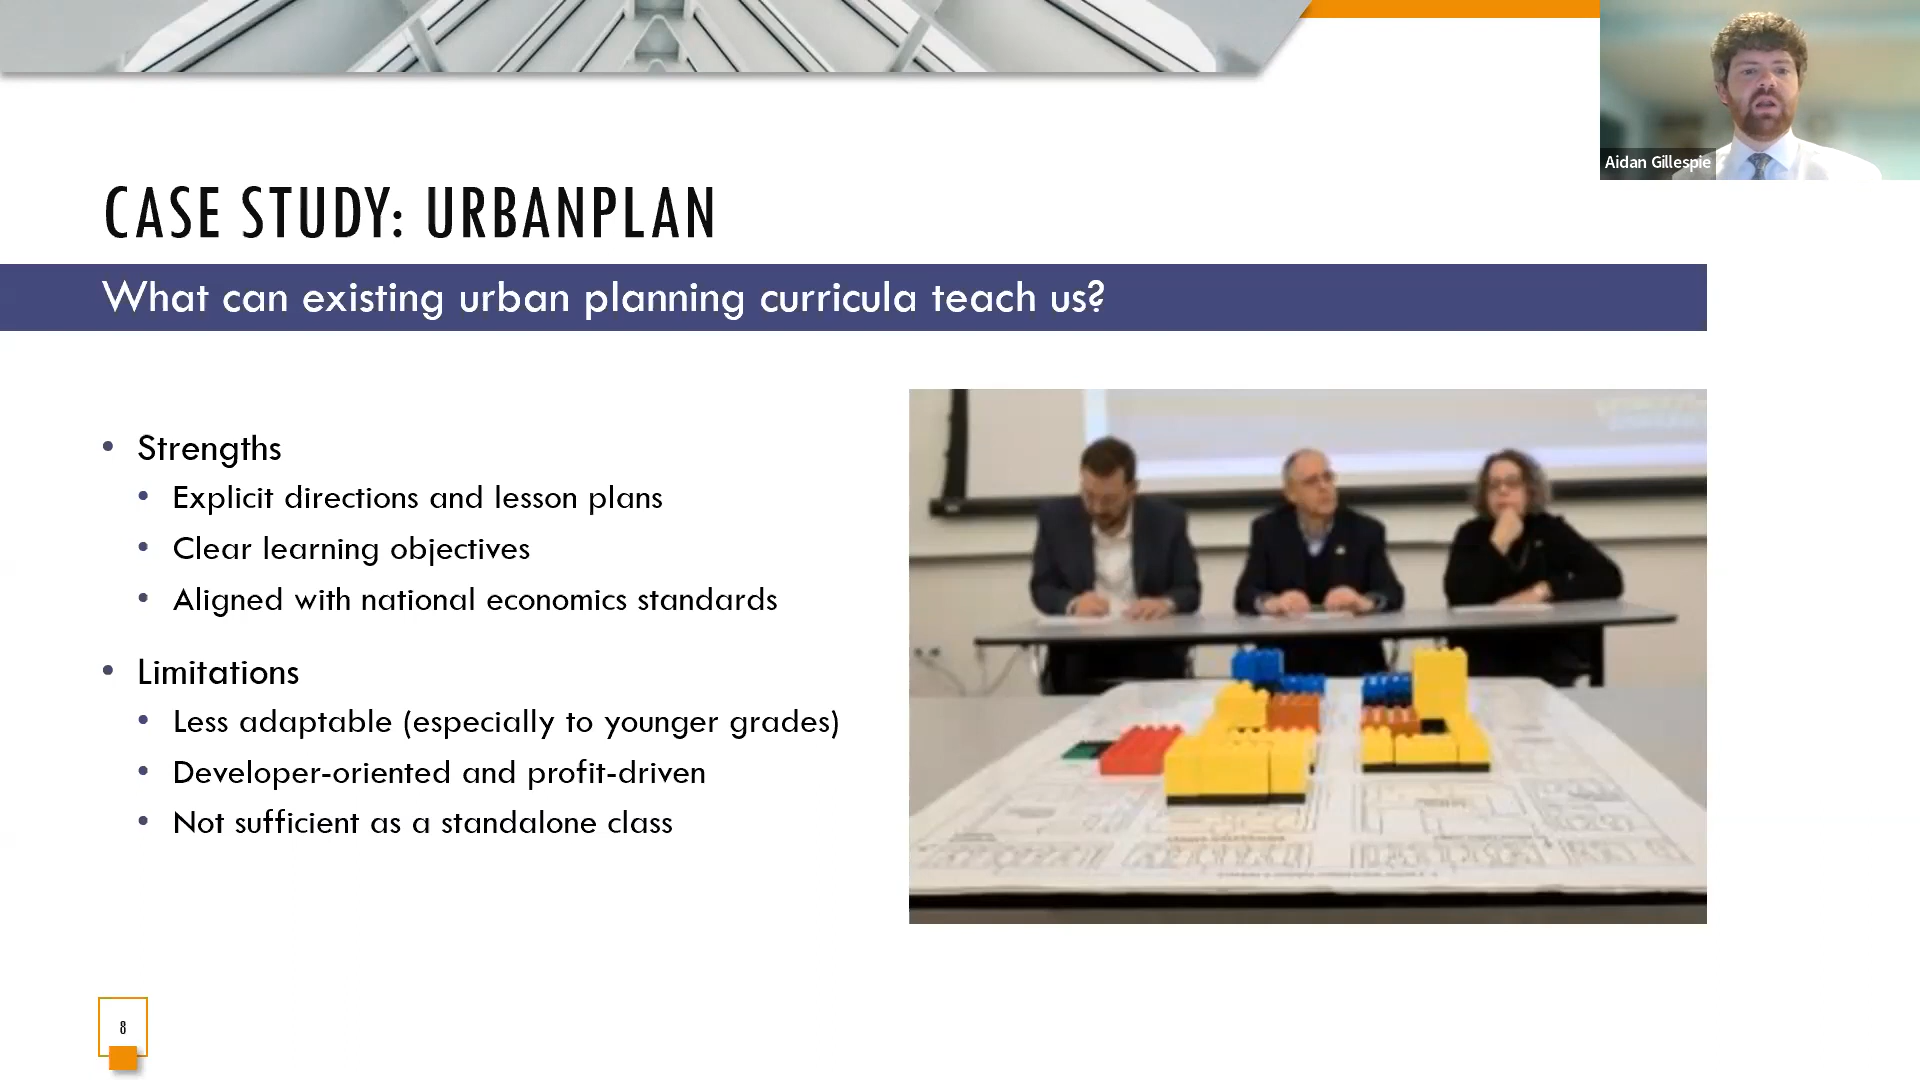 Aidan Gillespie
CASE STUDY: URBANPLAN
What can existing urban planning curricula teach us?
• Strengths
• Explicit directions and lesson plans
• Clear learning objectives
• Aligned with national economics standards
• Limitations
• Less adaptable (especially to younger grades)
• Developer-oriented and profit-driven
• Not sufficient as a standalone class
8